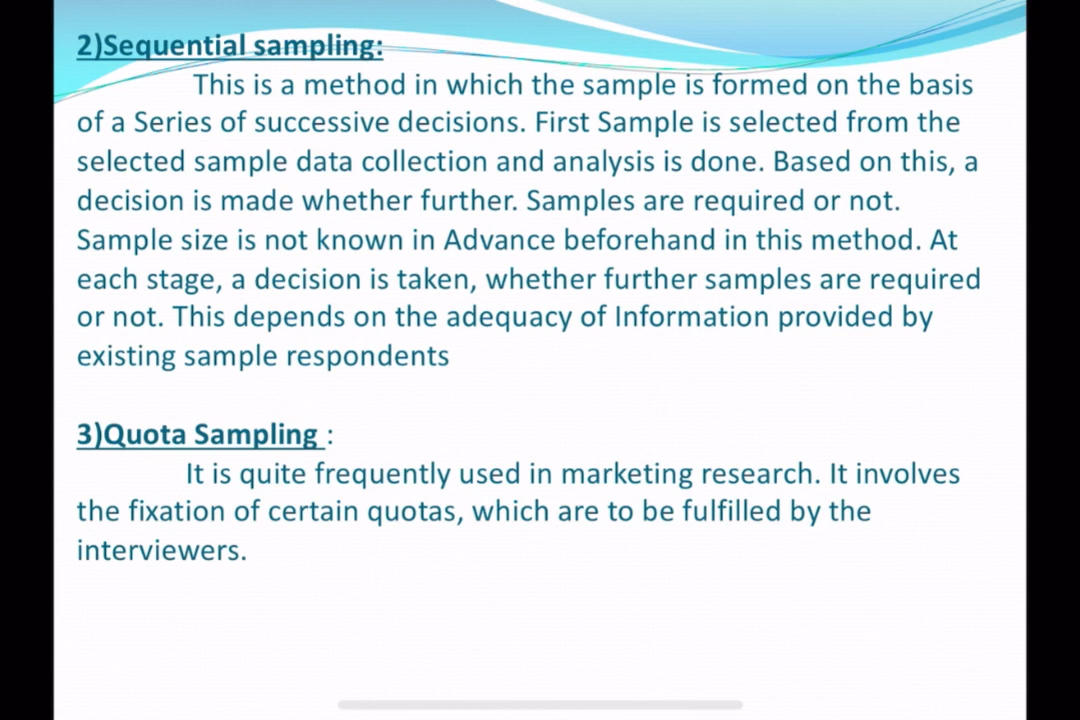 2)Sequential sampling:
This is a method in which the sample is formed on the basis
of a Series of successive decisions. First Sample is selected from the
selected sample data collection and analysis is done. Based on this, a
decision is made whether further. Samples are required or not.
Sample size is not known in Advance beforehand in this method. At
each stage, a decision is taken, whether further samples are required
or not. This depends on the adequacy of Information provided by
existing sample respondents
3)Quota Sampling :
It is quite frequently used in marketing research. It involves
the fixation of certain quotas, which are to be fulfilled by the
interviewers.